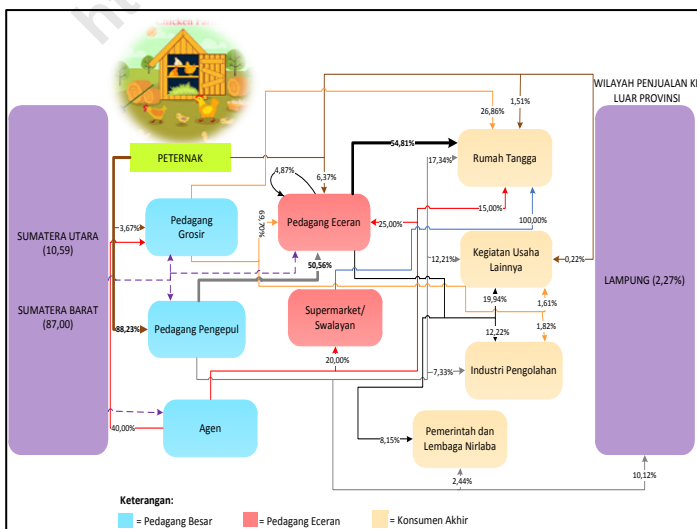 Chicken Farm
WILAYAH PENJUALAN KE
LUAR PROVINSI
1,51%
26,86%
54,81%
17,34%
Rumah Tangga
PETERNAK
4,87%
6,37%
15,00%
100,00%
SUMATERA UTARA
(10,59)
SUMATERA BARAT
(87,00)
3,67%
Pedagang
Grosir
69,70%
Pedagang Eceran
25,00%
50,56%
12,21%
Kegiatan Usaha
Lainnya
0,22%
LAMPUNG (2,27%)
19,94%
1,61%
88,23%
Pedagang Pengepul
Supermarket/
Swalayan
12,22%
1,82%
20,00%
7,33%
Industri Pengolahan
40,00%
Agen
8,15%
Pemerintah dan
Lembaga Nirlaba
2,44%
10,12%
Keterangan:
= Pedagang Besar
= Pedagang Eceran
= Konsumen Akhir